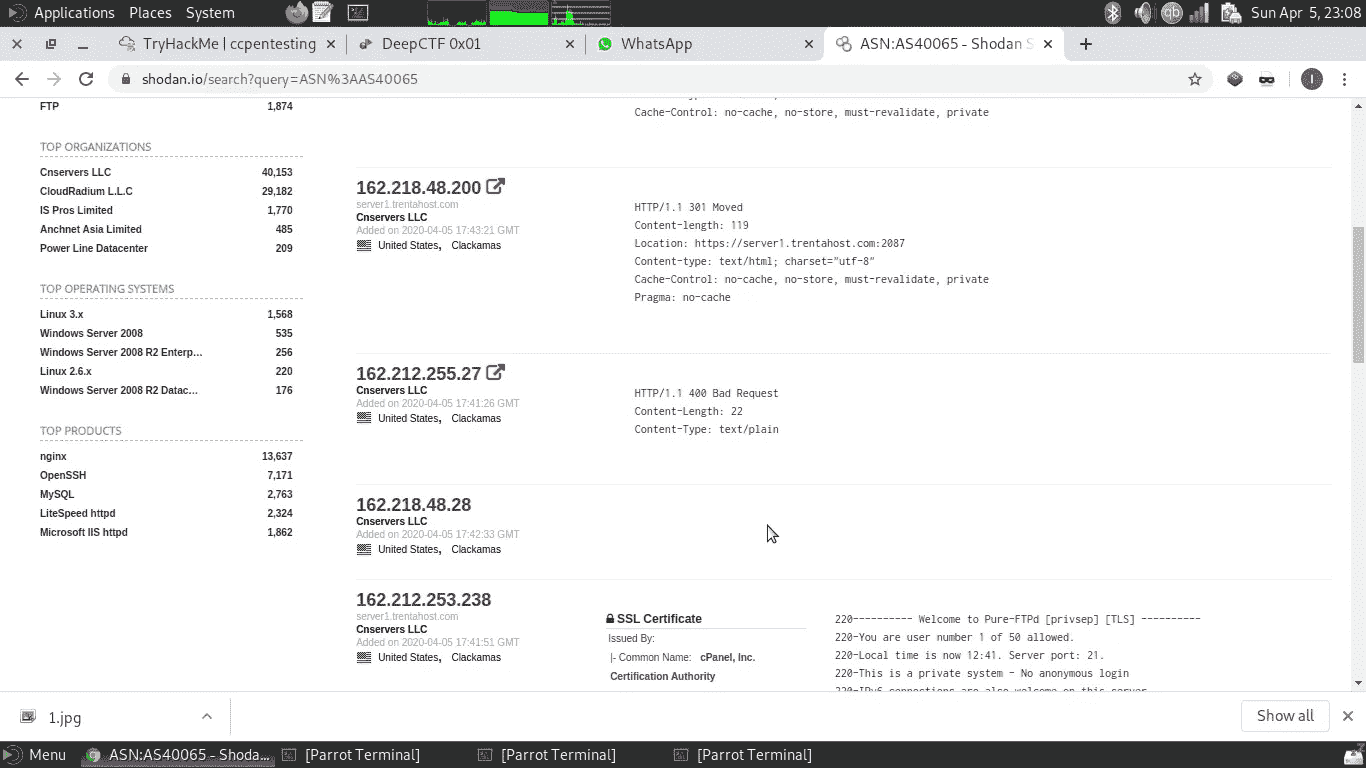 Applications Places System Sun Apr 5, 23:08
TryHackMe | ccpentesting DeepCTF 0x01 WhatsApp ASN:AS40065 - Shodan S
shodan.io/search?query=ASN%3AAS40065
FTP 1,874
TOP ORGANIZATIONS
Cnservers LLC 40,153
CloudRadium L.L.C 29,182
IS Pros Limited 1,770
Anchnet Asia Limited 485
Power Line Datacenter 209
TOP OPERATING SYSTEMS
Linux 3.x 1,568
Windows Server 2008 535
Windows Server 2008 R2 Enterp... 256
Linux 2.6.x 220
Windows Server 2008 R2 Datac... 176
TOP PRODUCTS
nginx 13,637
OpenSSH 7,171
MySQL 2,763
LiteSpeed httpd 2,324
Microsoft IIS httpd 1,862
Cache-Control: no-cache, no-store, must-revalidate, private
162.218.48.200
server1.trentahost.com
Cnservers LLC
Added on 2020-04-05 17:43:21 GMT
United States, Clackamas
HTTP/1.1 301 Moved
Content-length: 119
Location: https://server1.trentahost.com:2087
Content-type: text/html; charset="utf-8"
Cache-Control: no-cache, no-store, must-revalidate, private
Pragma: no-cache
162.212.255.27
Cnservers LLC
Added on 2020-04-05 17:41:26 GMT
United States, Clackamas
HTTP/1.1 400 Bad Request
Content-Length: 22
Content-Type: text/plain
162.218.48.28
Cnservers LLC
Added on 2020-04-05 17:42:33 GMT
United States, Clackamas
162.212.253.238
server1.trentahost.com
Cnservers LLC
Added on 2020-04-05 17:41:51 GMT
United States, Clackamas
SSL Certificate
Issued By:
|- Common Name: cPanel, Inc.
Certification Authority
220---------- Welcome to Pure-FTPd [privsep] [TLS] ----------
220-You are user number 1 of 50 allowed.
220-Local time is now 12:41. Server port: 21.
220-This is a private system - No anonymous login
220-IPv6 connections are also welcome on this server
1.jpg Show all
Menu ASN:AS40065 - Shoda... [Parrot Terminal] [Parrot Terminal] [Parrot Terminal]